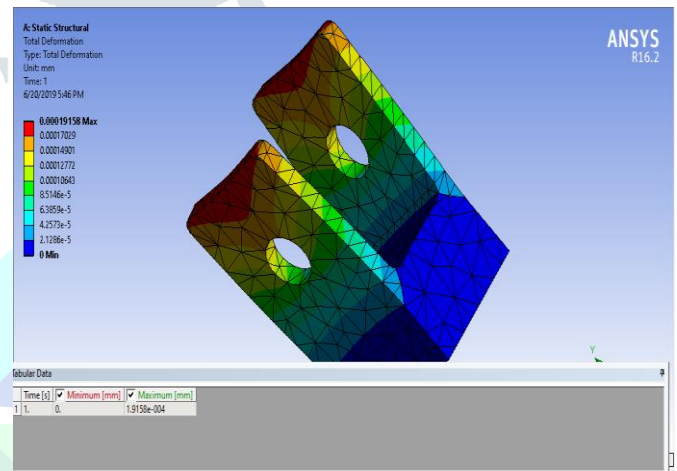 A: Static Structural
Total Deformation
Type: Total Deformation
Unit: mm
Time: 1
6/20/2019 5:46 PM
0.00019158 Max
0.00017029
0.00014901
0.00012772
0.00010643
8.5146e-5
6.3859e-5
4.2573e-5
2.1286e-5
0 Min
ANSYS
R16.2
Y
Tabular Data
Time [s] Minimum [mm] Maximum [mm]
1 1. 0. 1.9158e-004